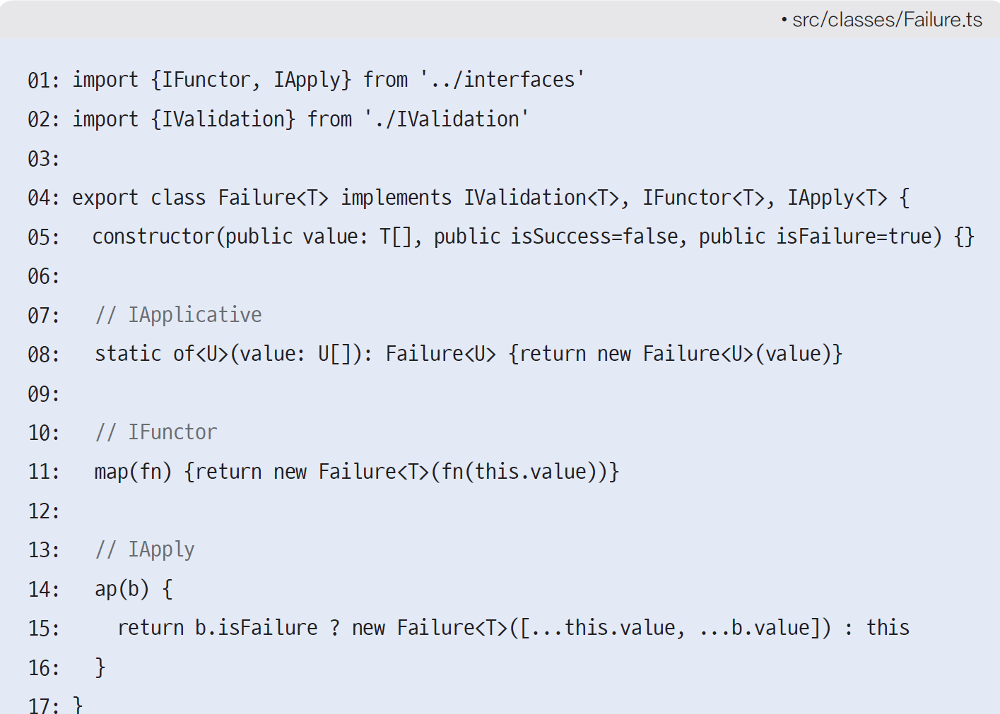 • src/classes/Failure.ts
01: import {IFunctor, IApply} from '../interfaces'
02: import {IValidation} from './IValidation'
03:
04: export class Failure<T> implements IValidation<T>, IFunctor<T>, IApply<T> {
05:   constructor(public value: T[], public isSuccess=false, public isFailure=true) {}
06:
07:   // IApplicative
08:   static of<U>(value: U[]): Failure<U> {return new Failure<U>(value)}
09:
10:   // IFunctor
11:   map(fn) {return new Failure<T>(fn(this.value))}
12:
13:   // IApply
14:   ap(b) {
15:     return b.isFailure ? new Failure<T>([...this.value, ...b.value]) : this
16:   }
17: }